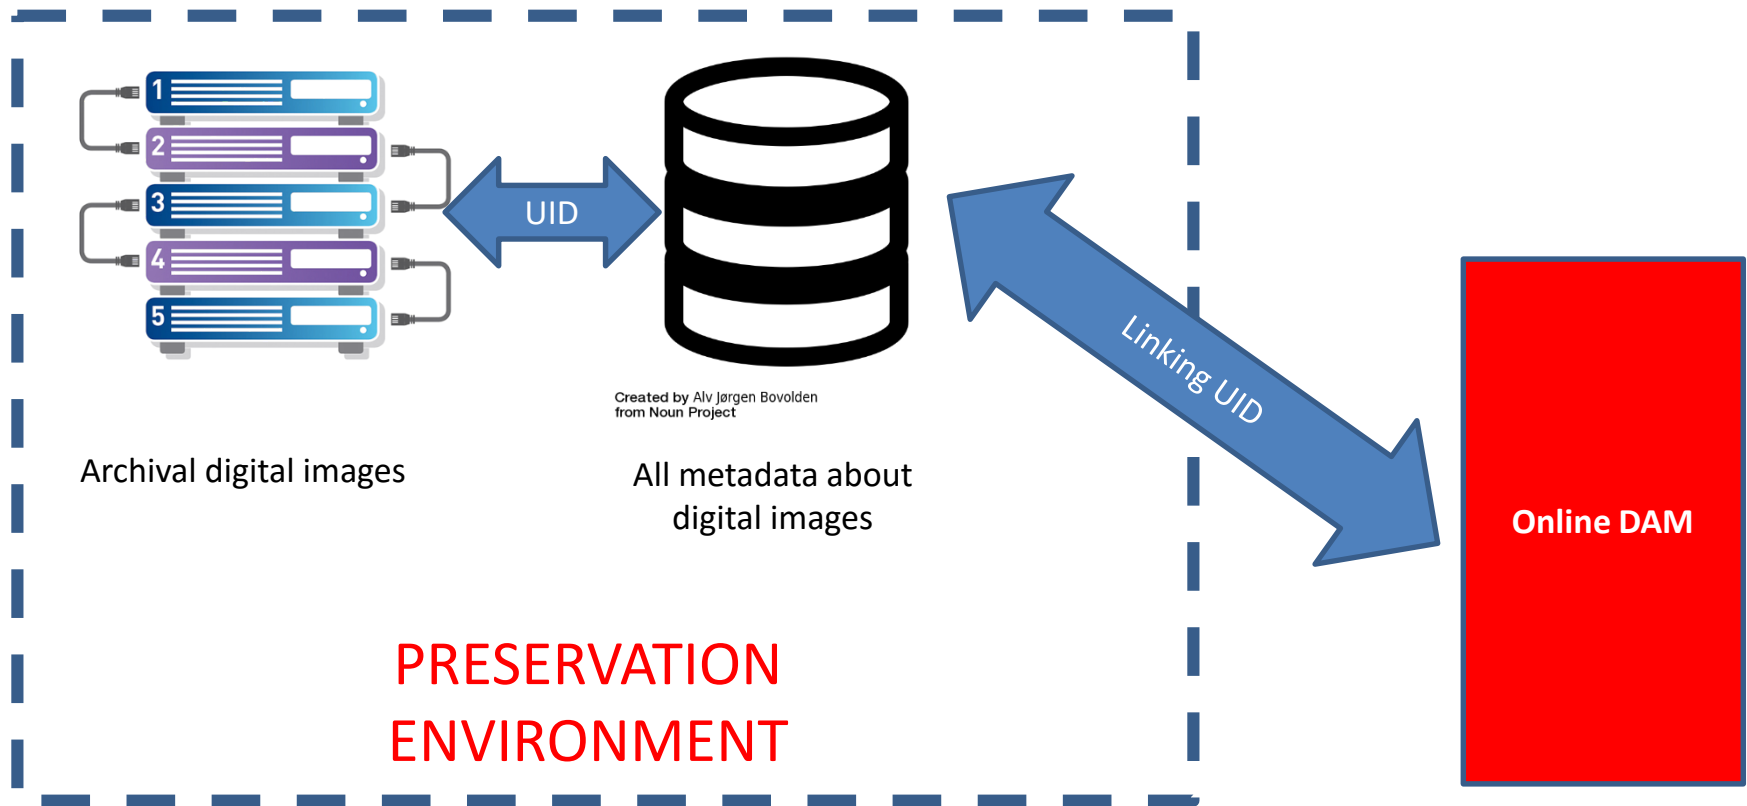 1
2
3
4
5
UID
Linking UID
Created by Alv Jørgen Bovolden
from Noun Project
Archival digital images
All metadata about
digital images
Online DAM
PRESERVATION
ENVIRONMENT